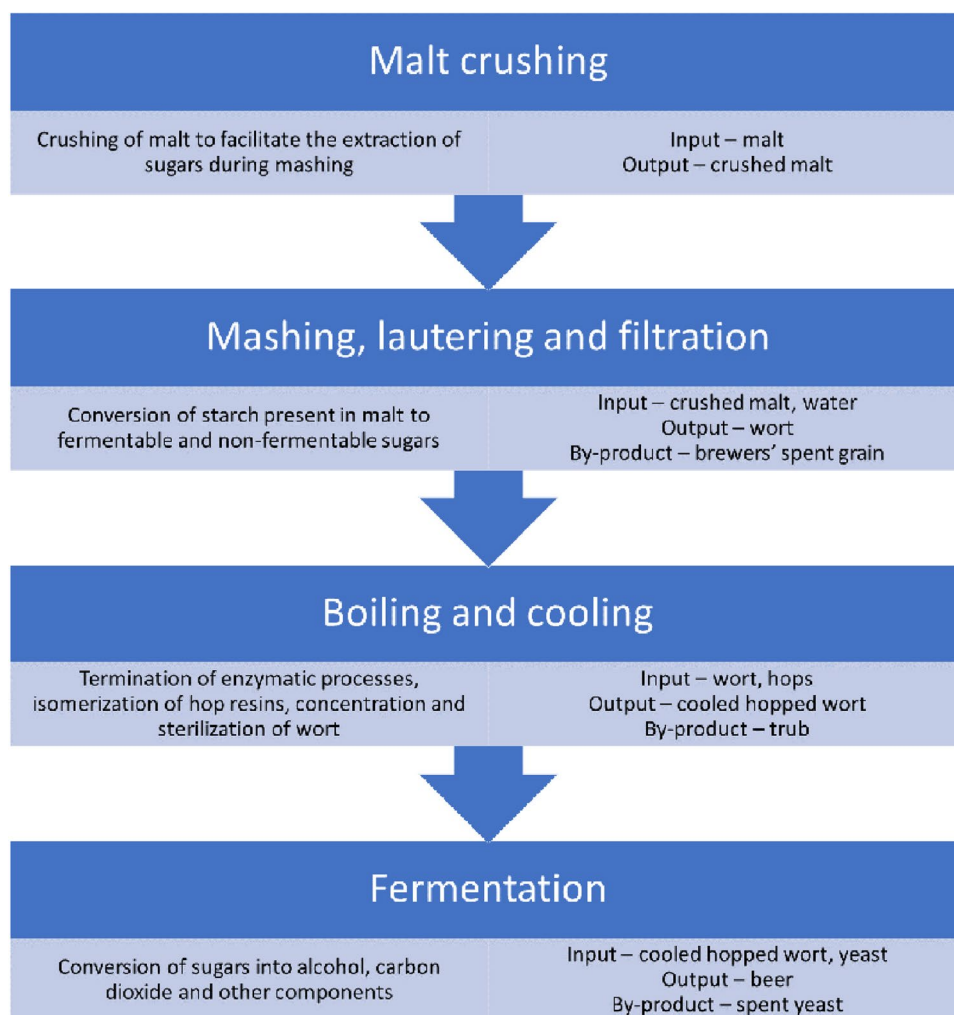 Malt crushing
Crushing of malt to facilitate the extraction of
sugars during mashing
Input – malt
Output – crushed malt
Mashing, lautering and filtration
Conversion of starch present in malt to
fermentable and non-fermentable sugars
Input – crushed malt, water
Output – wort
By-product – brewers’ spent grain
Boiling and cooling
Termination of enzymatic processes,
isomerization of hop resins, concentration and
sterilization of wort
Input – wort, hops
Output – cooled hopped wort
By-product – trub
Fermentation
Conversion of sugars into alcohol, carbon
dioxide and other components
Input – cooled hopped wort, yeast
Output – beer
By-product – spent yeast